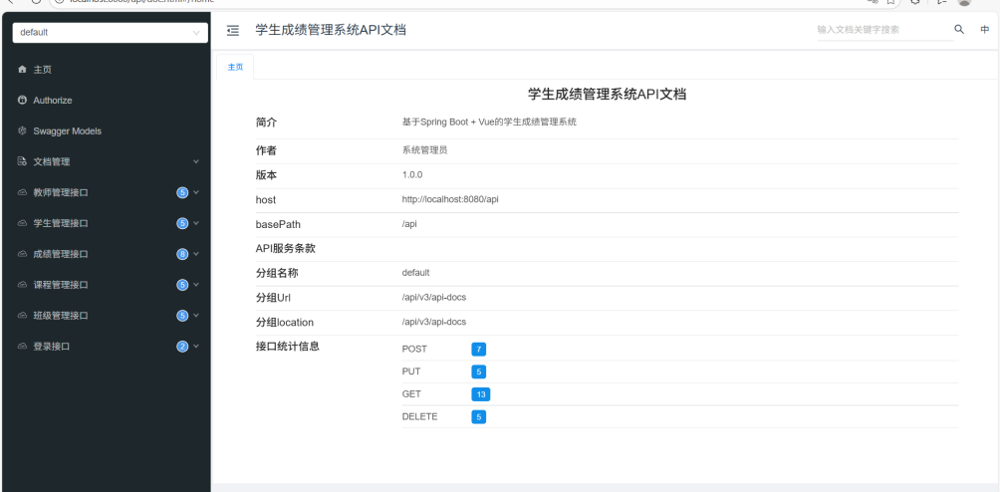 localhost:8080/api/doc.html#/home
default
主页
Authorize
Swagger Models
文档管理
教师管理接口 5
学生管理接口 5
成绩管理接口 8
课程管理接口 5
班级管理接口 5
登录接口 2
学生成绩管理系统API文档
输入文档关键字搜索
中
主页
学生成绩管理系统API文档
简介 基于Spring Boot + Vue的学生成绩管理系统
作者 系统管理员
版本 1.0.0
host http://localhost:8080/api
basePath /api
API服务条款
分组名称 default
分组Url /api/v3/api-docs
分组location /api/v3/api-docs
接口统计信息
POST 7
PUT 5
GET 13
DELETE 5